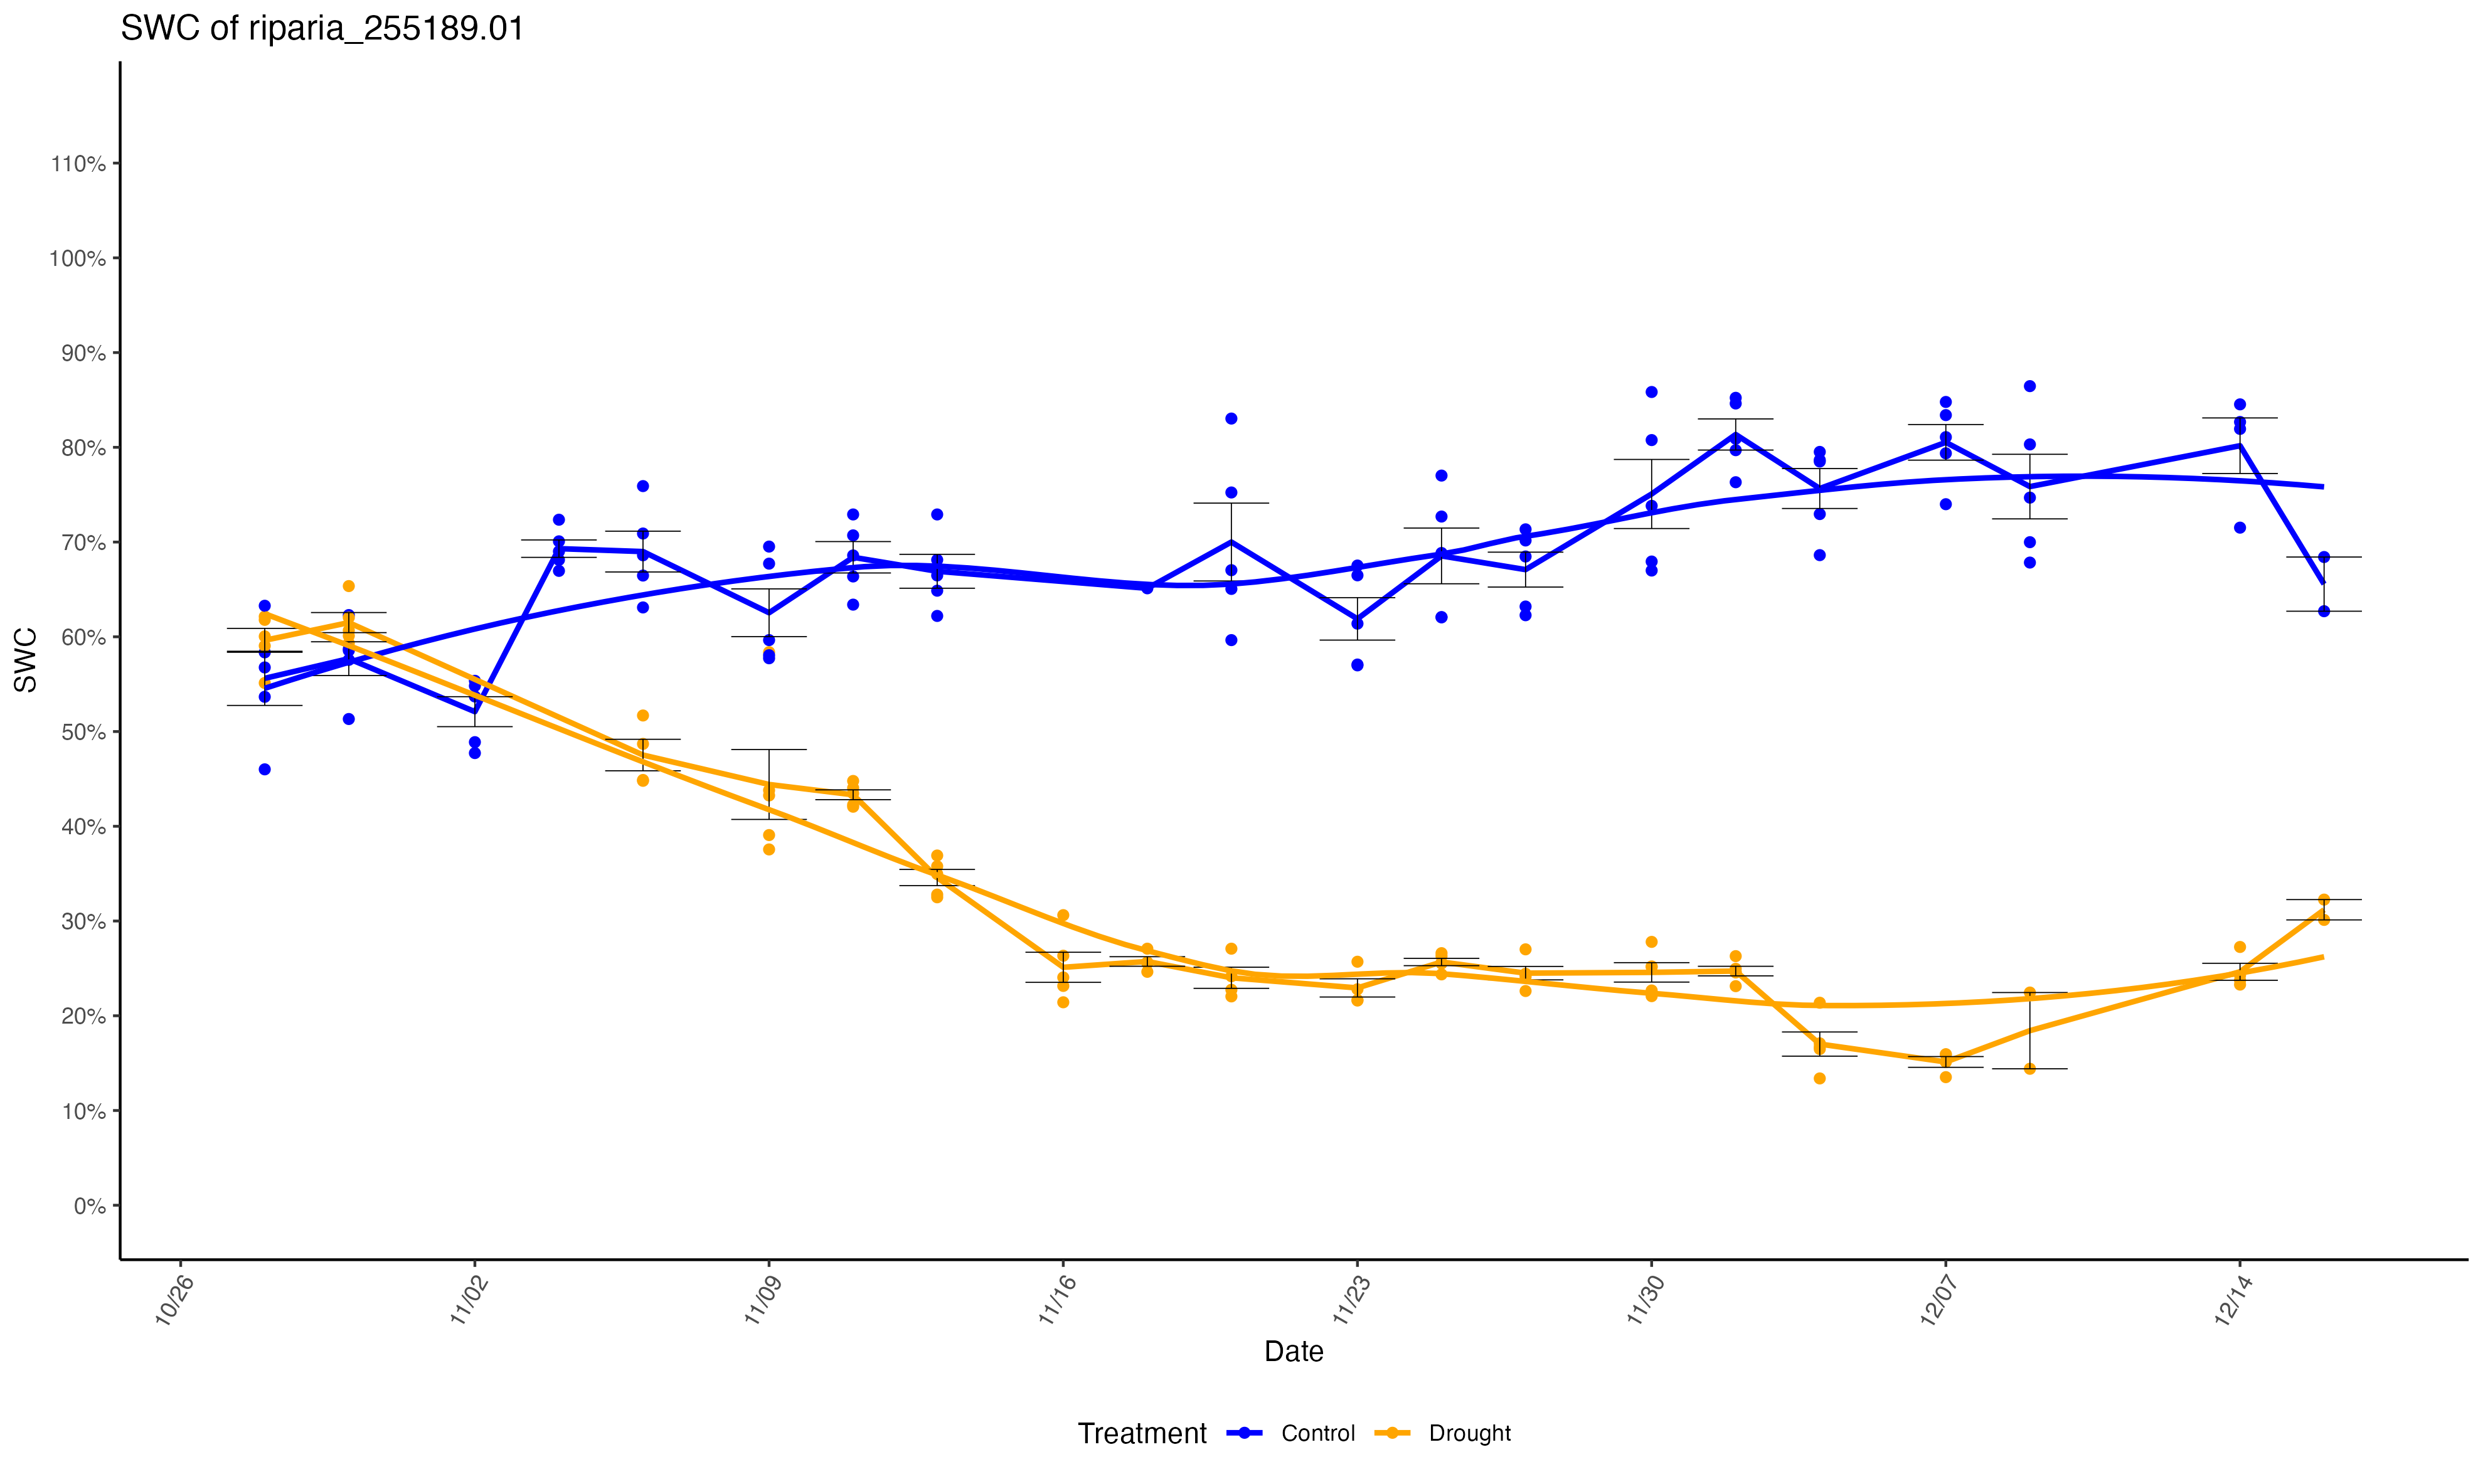 SWC of riparia_255189.01
SWC
110%
100%
90%
80%
70%
60%
50%
40%
30%
20%
10%
0%
10/26 11/02 11/09 11/16 11/23 11/30 12/07 12/14
Date
Treatment Control Drought